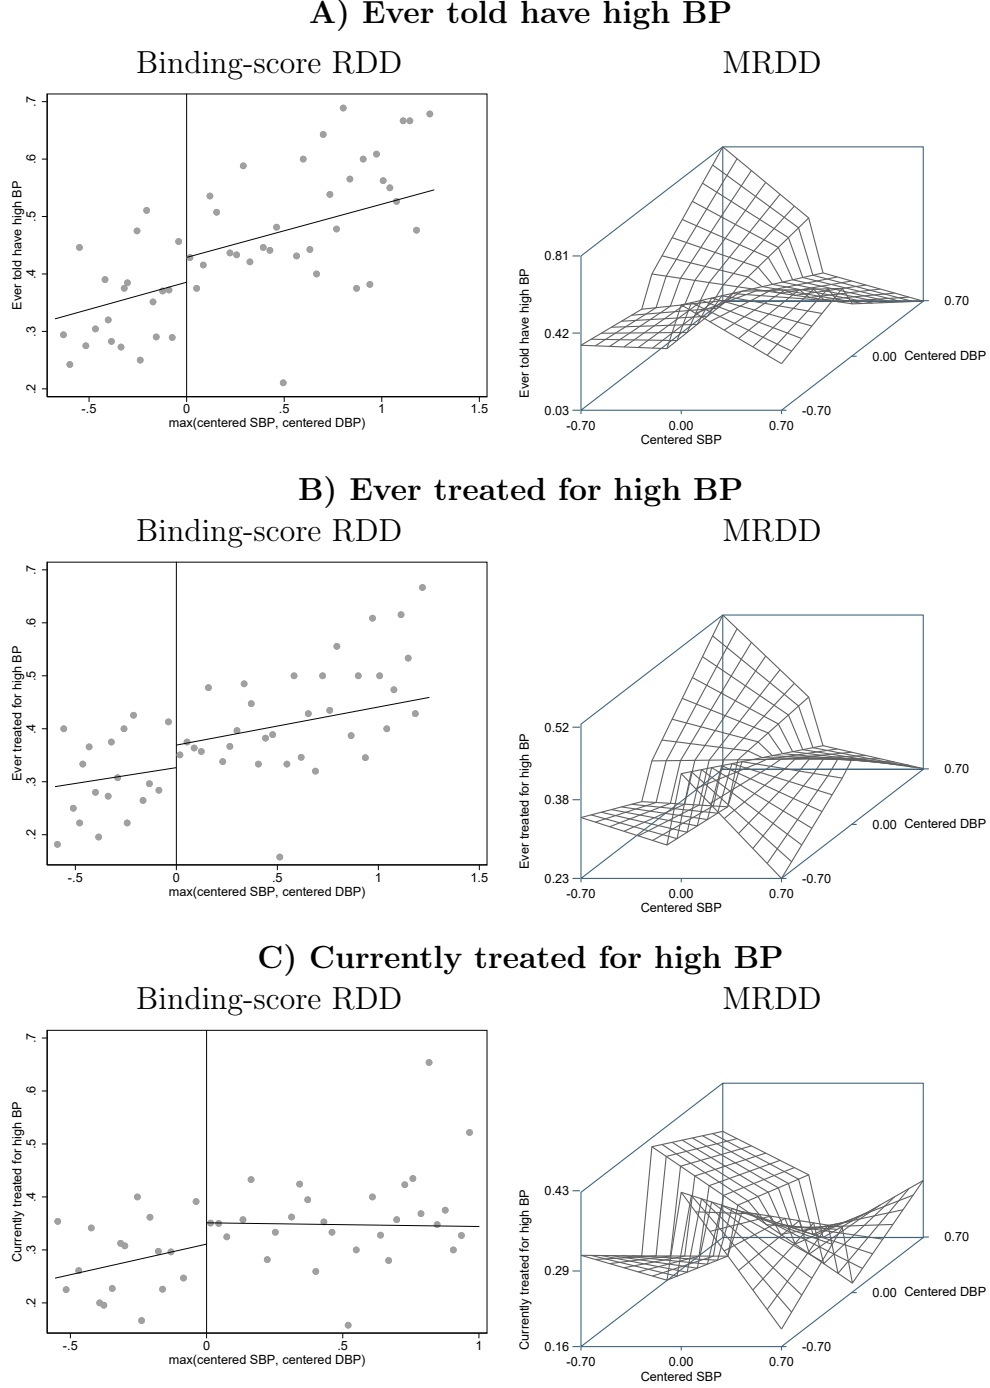 A) Ever told have high BP
Binding-score RDD
MRDD
Ever told have high BP
.7
.6
.5
.4
.3
.2
-.5
0
.5
1
1.5
max(centered SBP, centered DBP)
Ever told have high BP
0.81
0.42
0.03
-0.70
0.00
0.70
Centered SBP
-0.70
0.00
Centered DBP
0.70
B) Ever treated for high BP
Binding-score RDD
MRDD
Ever treated for high BP
.7
.6
.5
.4
.3
.2
-.5
0
.5
1
1.5
max(centered SBP, centered DBP)
Ever treated for high BP
0.52
0.38
0.23
-0.70
0.00
0.70
Centered SBP
-0.70
0.00
Centered DBP
0.70
C) Currently treated for high BP
Binding-score RDD
MRDD
Currently treated for high BP
.7
.6
.5
.4
.3
.2
-.5
0
.5
1
max(centered SBP, centered DBP)
Currently treated for high BP
0.43
0.29
0.16
-0.70
0.00
0.70
Centered SBP
-0.70
0.00
Centered DBP
0.70